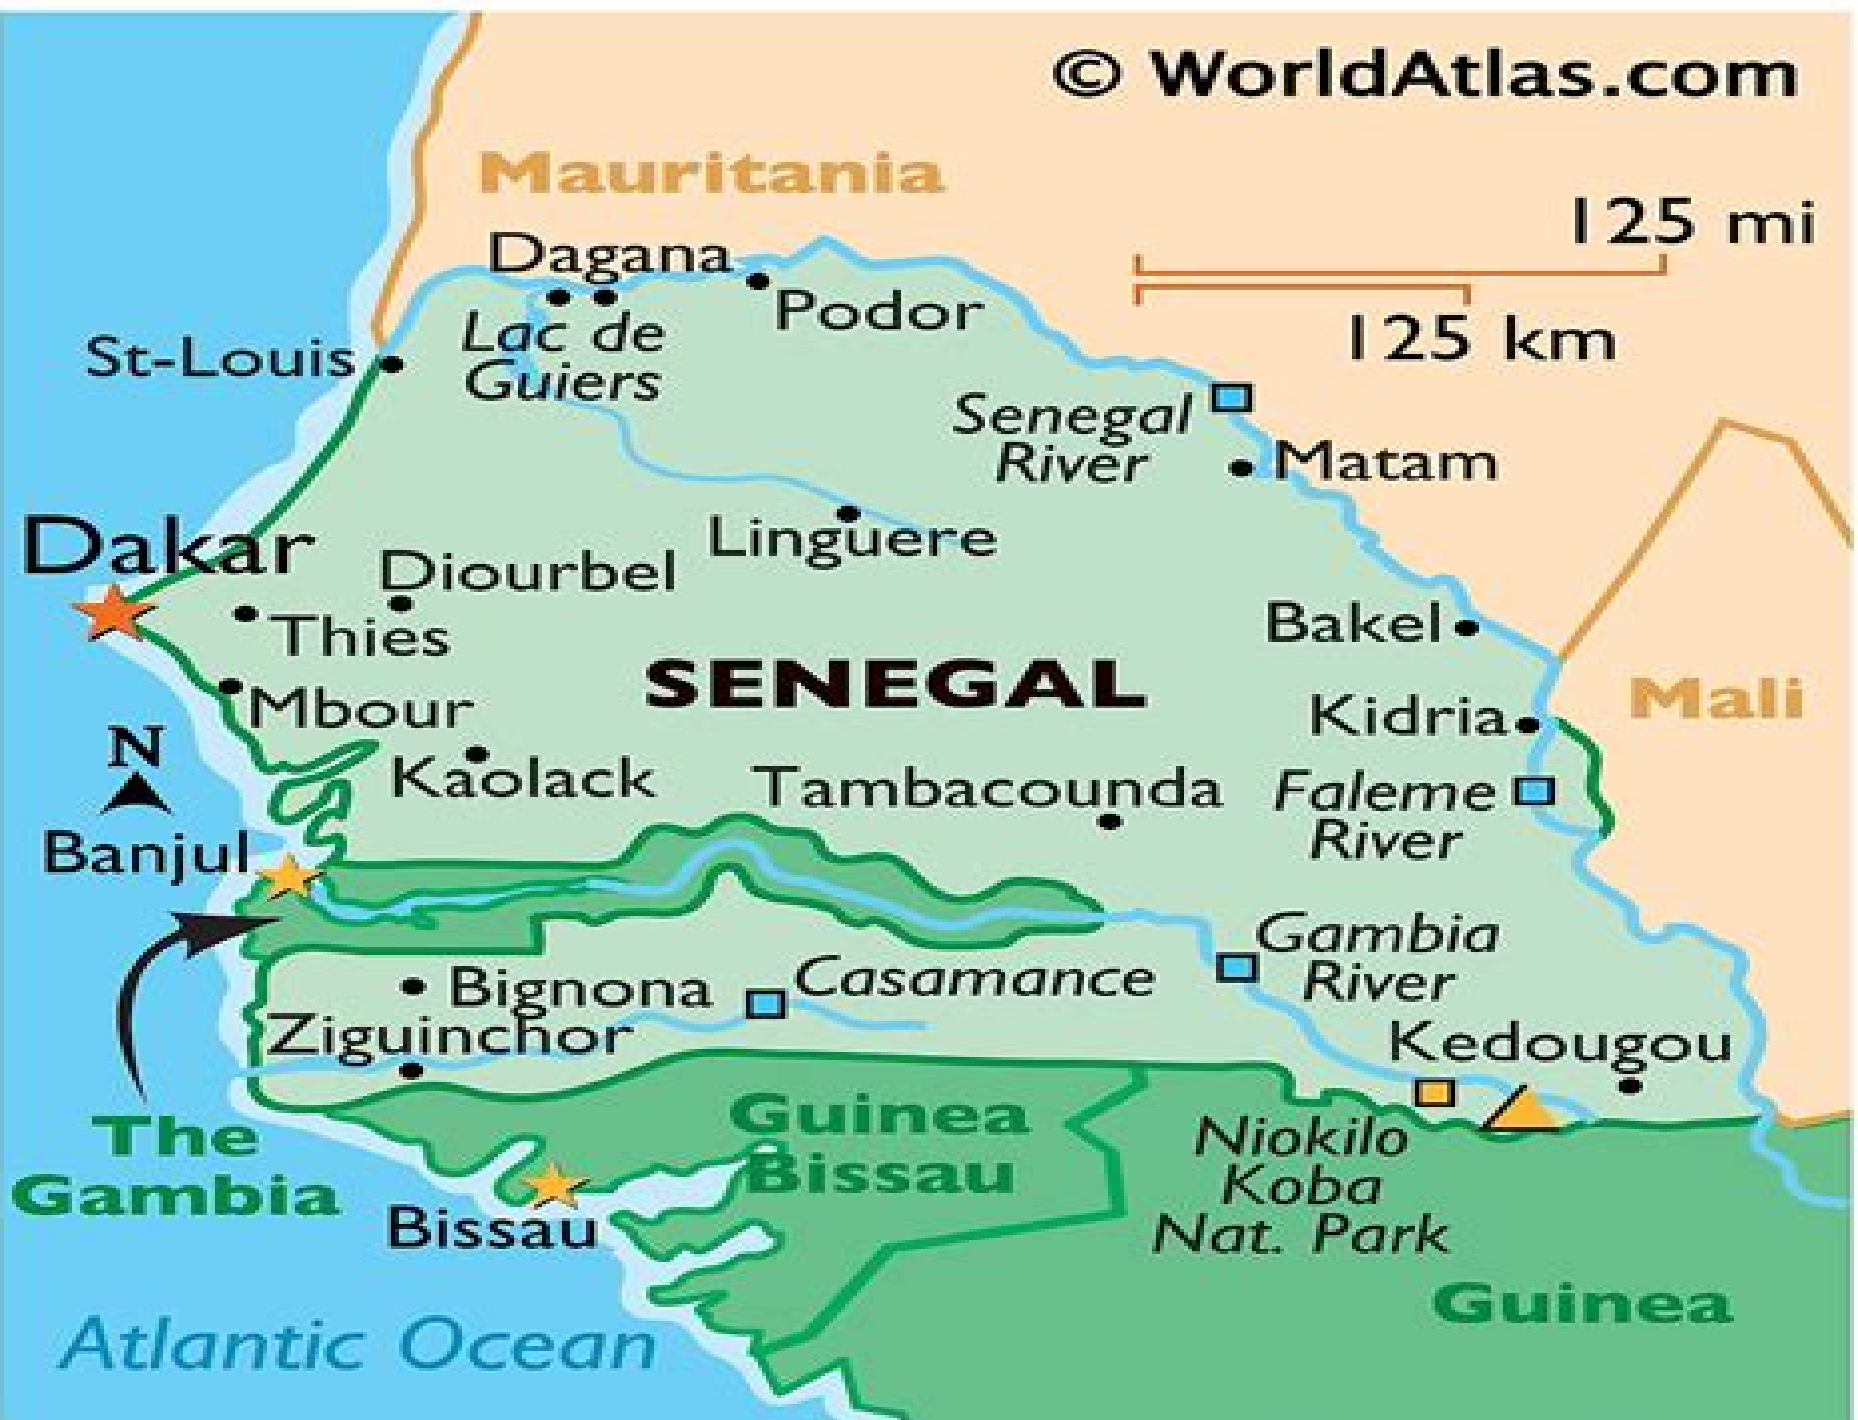 © WorldAtlas.com
Mauritania
125 mi
125 km
Dagana
Podor
Lac de
Guiers
St-Louis
Senegal
River
Matam
Linguere
Dakar
Diourbel
Thies
Bakel
SENEGAL
Mali
Mbour
Kidria
N
Kaolack
Tambacounda
Faleme
River
Banjul
Gambia
River
Casamance
Bignona
Ziguinchor
Kedougou
The
Gambia
Guinea
Bissau
Niokilo
Koba
Nat. Park
Bissau
Guinea
Atlantic Ocean